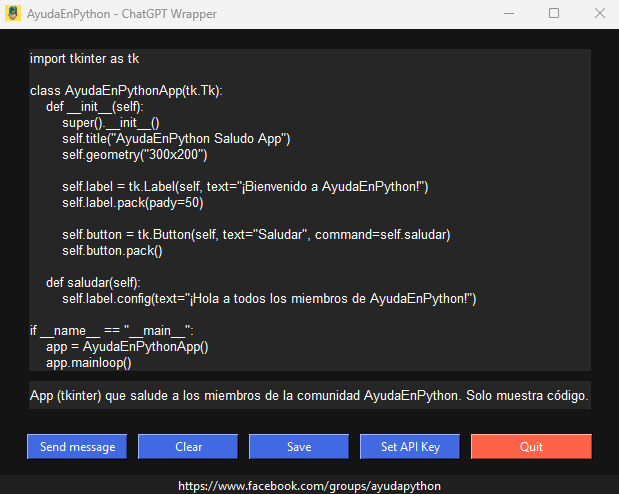 AyudaEnPython - ChatGPT Wrapper
import tkinter as tk
class AyudaEnPythonApp(tk.Tk):
    def __init__(self):
        super().__init__()
        self.title("AyudaEnPython Saludo App")
        self.geometry("300x200")
        self.label = tk.Label(self, text="¡Bienvenido a AyudaEnPython!")
        self.label.pack(pady=50)
        self.button = tk.Button(self, text="Saludar", command=self.saludar)
        self.button.pack()
    def saludar(self):
        self.label.config(text="¡Hola a todos los miembros de AyudaEnPython!")
if __name__ == "__main__":
    app = AyudaEnPythonApp()
    app.mainloop()
App (tkinter) que salude a los miembros de la comunidad AyudaEnPython. Solo muestra código.
Send message Clear Save Set API Key Quit
https://www.facebook.com/groups/ayudapython